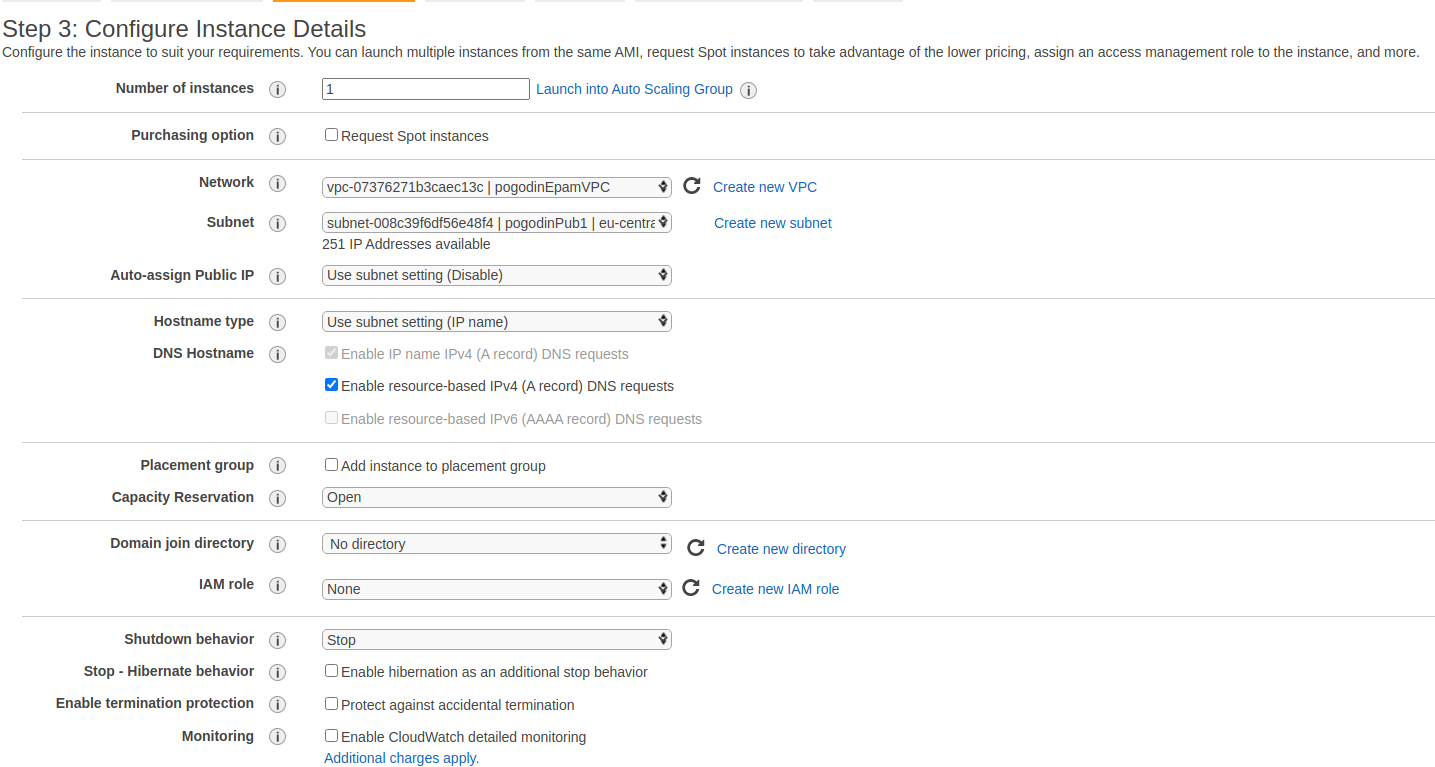 Step 3: Configure Instance Details
Configure the instance to suit your requirements. You can launch multiple instances from the same AMI, request Spot instances to take advantage of the lower pricing, assign an access management role to the instance, and more.
Number of instances i 1 Launch into Auto Scaling Group i
Purchasing option i Request Spot instances
Network i vpc-07376271b3caec13c | pogodinEpamVPC Create new VPC
Subnet i subnet-008c39f6df56e48f4 | pogodinPub1 | eu-centra Create new subnet
251 IP Addresses available
Auto-assign Public IP i Use subnet setting (Disable)
Hostname type i Use subnet setting (IP name)
DNS Hostname i Enable IP name IPv4 (A record) DNS requests
Enable resource-based IPv4 (A record) DNS requests
Enable resource-based IPv6 (AAAA record) DNS requests
Placement group i Add instance to placement group
Capacity Reservation i Open
Domain join directory i No directory Create new directory
IAM role i None Create new IAM role
Shutdown behavior i Stop
Stop - Hibernate behavior i Enable hibernation as an additional stop behavior
Enable termination protection i Protect against accidental termination
Monitoring i Enable CloudWatch detailed monitoring
Additional charges apply.